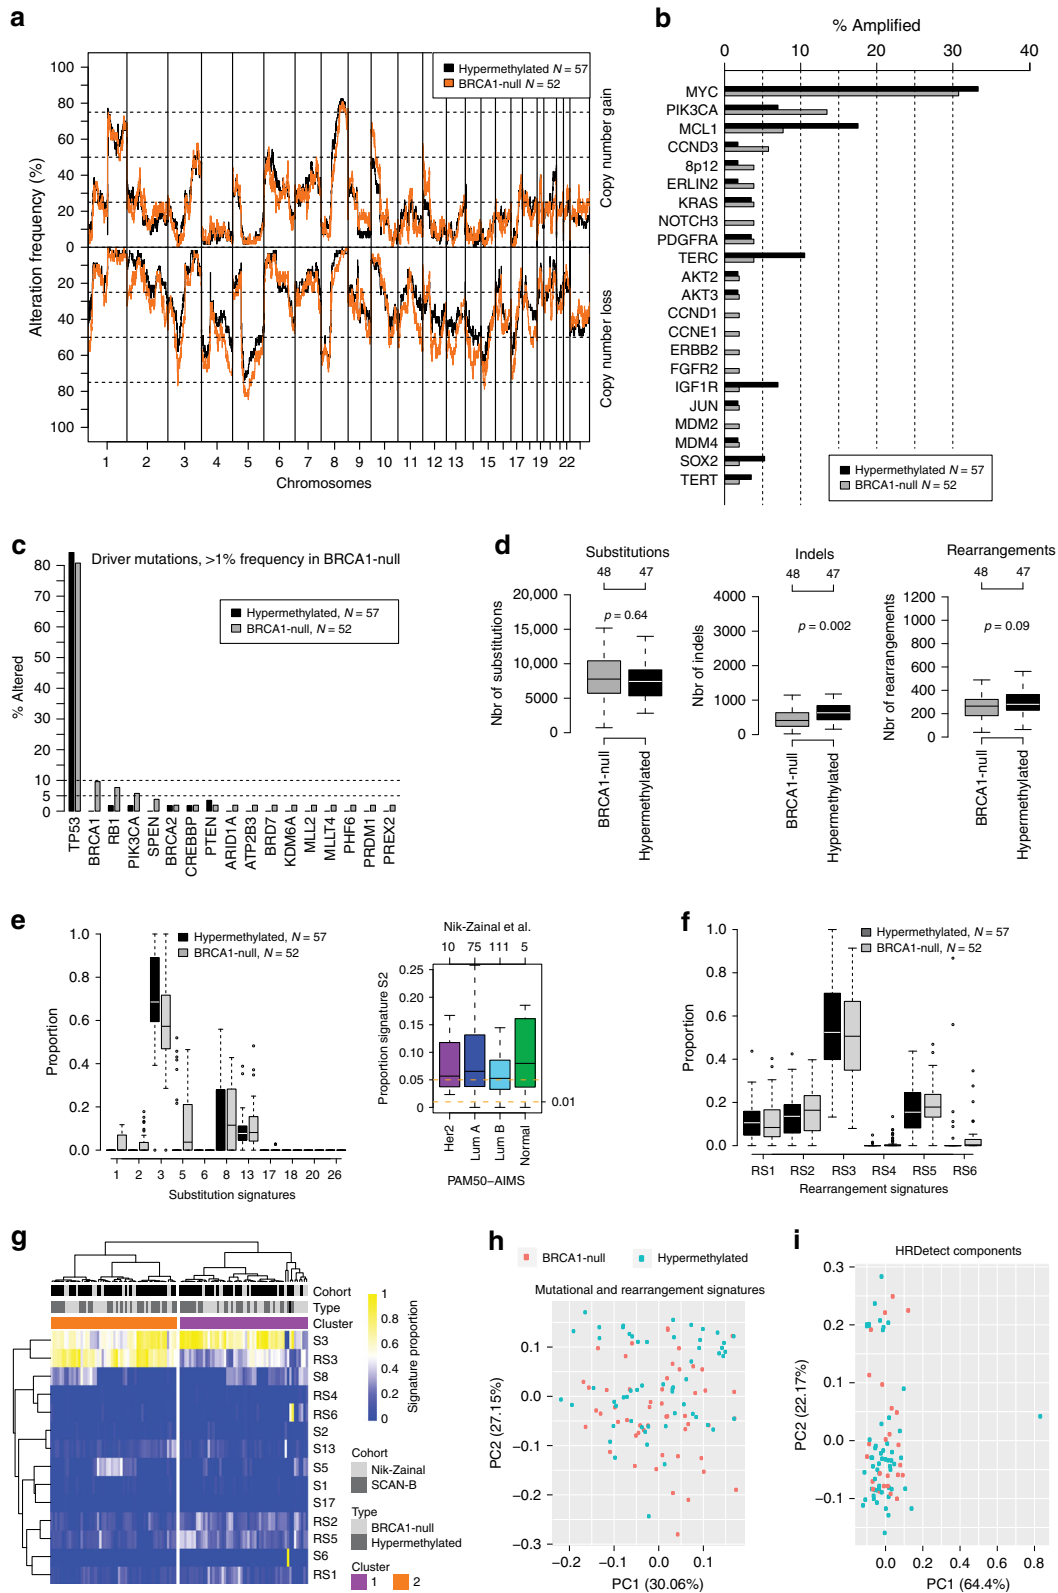 a
Hypermethylated N = 57
BRCA1-null N = 52
Alteration frequency (%)
Copy number gain
Copy number loss
100
80
60
40
20
0
20
40
60
80
100
1 2 3 4 5 6 7 8 9 10 11 12 13 15 17 19 22
Chromosomes
b
% Amplified
0 10 20 30 40
MYC
PIK3CA
MCL1
CCND3
8p12
ERLIN2
KRAS
NOTCH3
PDGFRA
TERC
AKT2
AKT3
CCND1
CCNE1
ERBB2
FGFR2
IGF1R
JUN
MDM2
MDM4
SOX2
TERT
Hypermethylated N = 57
BRCA1-null N = 52
c
Driver mutations, >1% frequency in BRCA1-null
Hypermethylated, N = 57
BRCA1-null, N = 52
% Altered
80
70
60
50
40
30
20
10
5
0
TP53
BRCA1
RB1
PIK3CA
SPEN
BRCA2
CREBBP
PTEN
ARID1A
ATP2B3
BRD7
KDM6A
MLL2
MLLT4
PHF6
PRDM1
PREX2
d
Substitutions
48 47
p = 0.64
Nbr of substitutions
20,000
15,000
10,000
5000
0
BRCA1-null
Hypermethylated
Indels
48 47
p = 0.002
Nbr of indels
4000
3000
2000
1000
0
BRCA1-null
Hypermethylated
Rearrangements
48 47
p = 0.09
Nbr of rearrangements
1200
1000
800
600
400
200
0
BRCA1-null
Hypermethylated
e
Hypermethylated, N = 57
BRCA1-null, N = 52
Proportion
1.0
0.8
0.6
0.4
0.2
0.0
1 2 3 5 6 8 13 17 18 20 26
Substitution signatures
Nik-Zainal et al.
10 75 111 5
Proportion signature S2
0.25
0.20
0.15
0.10
0.05
0
0.01
Her2
Lum A
Lum B
Normal
PAM50-AIMS
f
Hypermethylated, N = 57
BRCA1-null, N = 52
Proportion
1.0
0.8
0.6
0.4
0.2
0.0
RS1 RS2 RS3 RS4 RS5 RS6
Rearrangement signatures
g
Cohort
Type
Cluster
S3
RS3
S8
RS4
RS6
S2
S13
S5
S1
S17
RS2
RS5
S6
RS1
1
0.8
0.6
0.4
0.2
0
Signature proportion
Cohort
Nik-Zainal
SCAN-B
Type
BRCA1-null
Hypermethylated
Cluster
1 2
h
BRCA1-null
Hypermethylated
Mutational and rearrangement signatures
PC2 (27.15%)
0.1
0.0
−0.1
−0.2
−0.3
−0.2 −0.1 0.0 0.1
PC1 (30.06%)
i
HRDetect components
PC2 (22.17%)
0.3
0.2
0.1
0.0
−0.1
0.0 0.2 0.4 0.6 0.8
PC1 (64.4%)